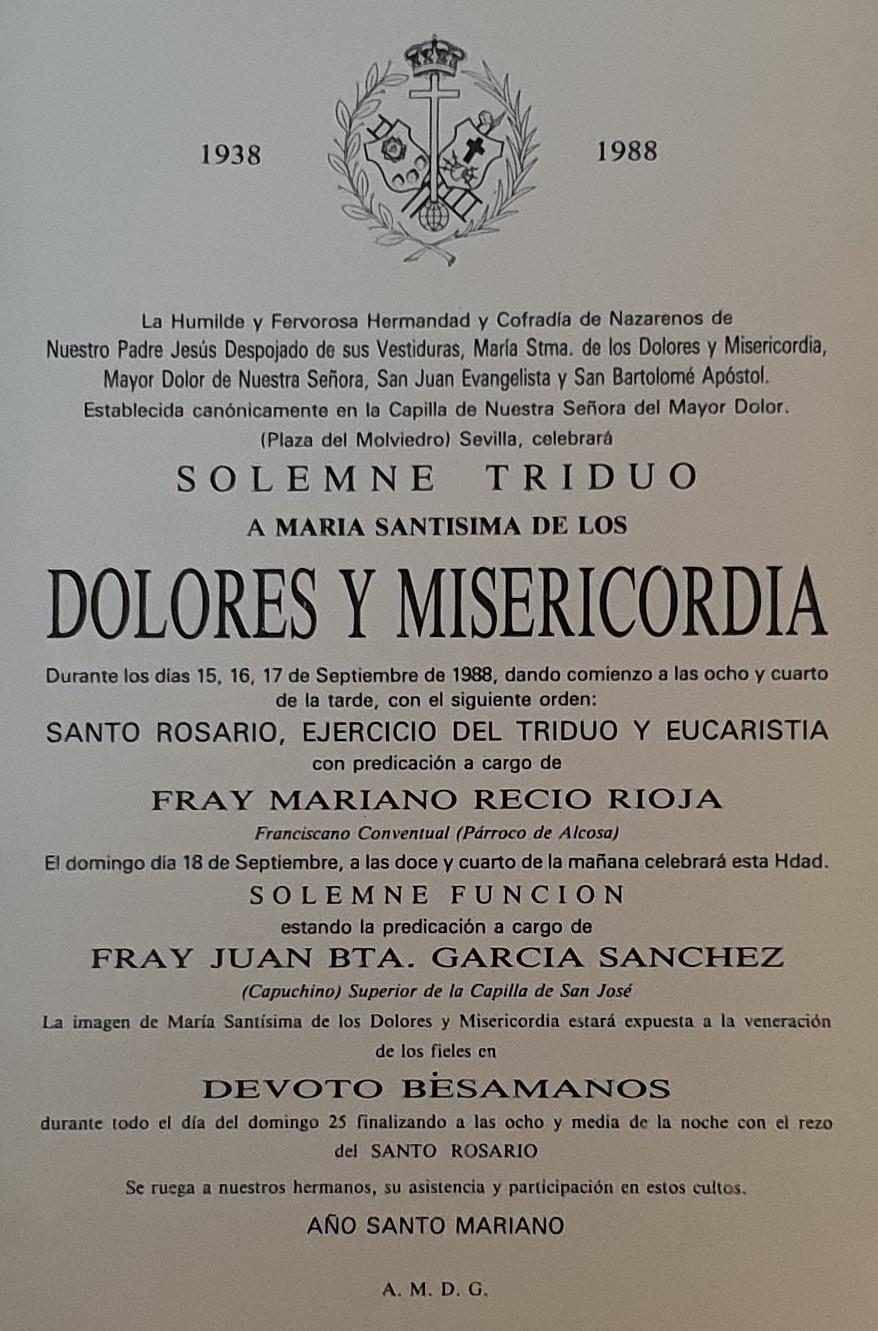 1938 1988
La Humilde y Fervorosa Hermandad y Cofradía de Nazarenos de
Nuestro Padre Jesús Despojado de sus Vestiduras, María Stma. de los Dolores y Misericordia,
Mayor Dolor de Nuestra Señora, San Juan Evangelista y San Bartolomé Apóstol.
Establecida canónicamente en la Capilla de Nuestra Señora del Mayor Dolor.
(Plaza del Molviedro) Sevilla, celebrará
SOLEMNE TRIDUO
A MARIA SANTISIMA DE LOS
DOLORES Y MISERICORDIA
Durante los días 15, 16, 17 de Septiembre de 1988, dando comienzo a las ocho y cuarto
de la tarde, con el siguiente orden:
SANTO ROSARIO, EJERCICIO DEL TRIDUO Y EUCARISTIA
con predicación a cargo de
FRAY MARIANO RECIO RIOJA
Franciscano Conventual (Párroco de Alcosa)
El domingo día 18 de Septiembre, a las doce y cuarto de la mañana celebrará esta Hdad.
SOLEMNE FUNCION
estando la predicación a cargo de
FRAY JUAN BTA. GARCIA SANCHEZ
(Capuchino) Superior de la Capilla de San José
La imagen de María Santísima de los Dolores y Misericordia estará expuesta a la veneración
de los fieles en
DEVOTO BESAMANOS
durante todo el día del domingo 25 finalizando a las ocho y media de la noche con el rezo
del SANTO ROSARIO
Se ruega a nuestros hermanos, su asistencia y participación en estos cultos.
AÑO SANTO MARIANO
A. M. D. G.